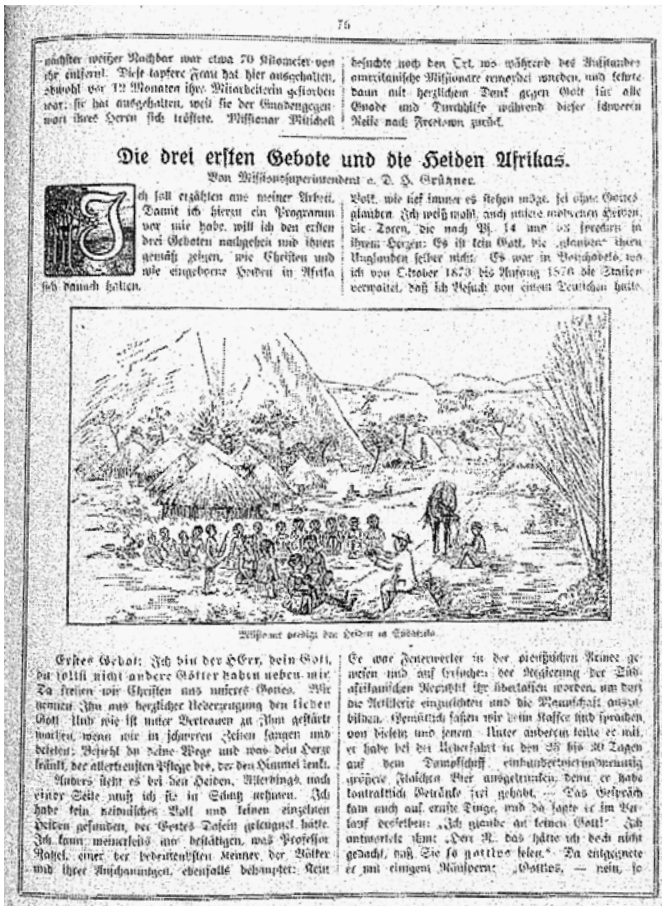 75
nächster weißer Nachbar war etwa 70 Kilometer von
ihr entfernt. Diese tapfere Frau hat hier ausgehalten,
obwohl vor 12 Monaten ihre Mitarbeiterin gestorben
war; sie hat ausgehalten, weil sie der Gnadengegen-
wart ihres Herrn sich tröstete. Missionar Mitchell
besuchte noch den Ort, wo während des Aufstandes
amerikanische Missionare ermordet wurden, und kehrte
dann mit herzlichem Dank gegen Gott für alle
Gnade und Durchhilfe während dieser schweren
Reise nach Freetown zurück.
Die drei ersten Gebote und die Heiden Afrikas.
Von Missionssuperintendent a. D. H. Grützner.
Ich soll erzählen aus meiner Arbeit.
Damit ich hierzu ein Programm
vor mir habe, will ich den ersten
drei Geboten nachgehen und ihnen
gemäß zeigen, wie Christen und
wie eingeborne Heiden in Afrika
sich danach halten.
Volk, wie tief immer es stehen möge, sei ohne Gottes-
glauben. Ich weiß wohl, auch unsere modernen Heiden,
die Toren, die nach Ps. 14 und 53 sprechen in
ihrem Herzen: Es ist kein Gott, die „glauben“ ihren
Unglauben selber nicht. Es war in Botschabelo, wo
ich von Oktober 1873 bis Anfang 1876 die Station
verwaltet, daß ich Besuch von einem Deutschen hatte.
Missionar predigt den Heiden in
Erstes Gebot: Ich bin der HErr, dein Gott,
du sollst nicht andere Götter haben neben mir.
Da freuen wir Christen uns unseres Gottes. Wir
nennen Ihn aus herzlicher Ueberzeugung den lieben
Gott. Und wie ist unser Vertrauen zu Ihm gestärkt
worden, wenn wir in schweren Zeiten sangen und
beteten: Befiehl du deine Wege und was dein Herze
kränkt, der allertreusten Pflege des, der den Himmel lenkt.
Anders steht es bei den Heiden. Allerdings, nach
einer Seite muß ich sie in Schutz nehmen. Ich
habe kein heidnisches Volk und keinen einzelnen
Heiden gefunden, der Gottes Dasein geleugnet hätte.
Ich kann meinerseits nur bestätigen, was Professor
Ratzel, einer der bedeutendsten Kenner der Völker
und ihrer Anschauungen, ebenfalls behauptet: Kein
Er war Feuerwerker in der preußischen Armee ge-
wesen und auf Ersuchen der Regierung der Süd-
afrikanischen Republik ihr überlassen worden, um dort
die Artillerie einzurichten und die Mannschaft auszu-
bilden. Gemütlich saßen wir beim Kaffee und sprachen
von diesem und jenem. Unter anderem teilte er mit,
er habe bei der Ueberfahrt in den 28 bis 30 Tagen
auf dem Dampfschiff
größere Flaschen Bier ausgetrunken, denn er habe
kontraktlich Getränke frei gehabt. — Das Gespräch
kam auch auf ernste Dinge, und da sagte er im Ver-
lauf desselben: „Ich glaube an keinen Gott!“ Ich
antwortete ihm: „Herr R., das hätte ich doch nicht
gedacht, daß Sie so gottlos seien.“ Da entgegnete
er mit einigem Räuspern: „Gottlos, — nein, so